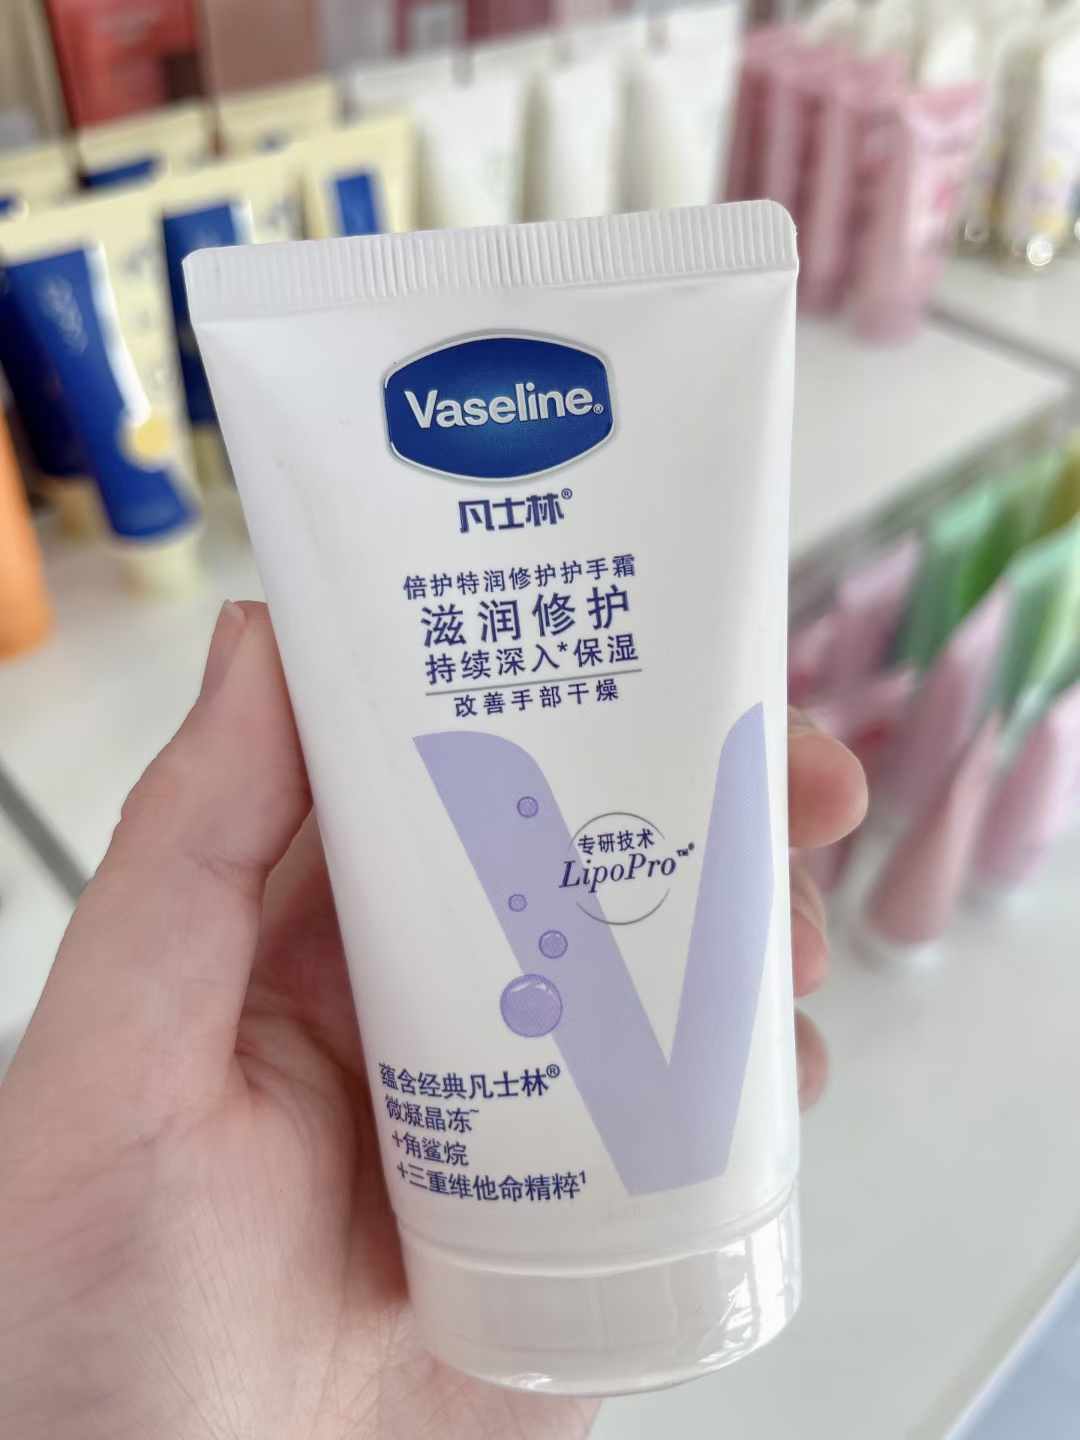 Vaseline®
凡士林®
倍护特润修护护手霜
滋润修护
持续深入*保湿
改善手部干燥
专研技术
LipoPro™*
蕴含经典凡士林®
微凝晶冻~
+角鲨烷
+三重维他命精粹¹